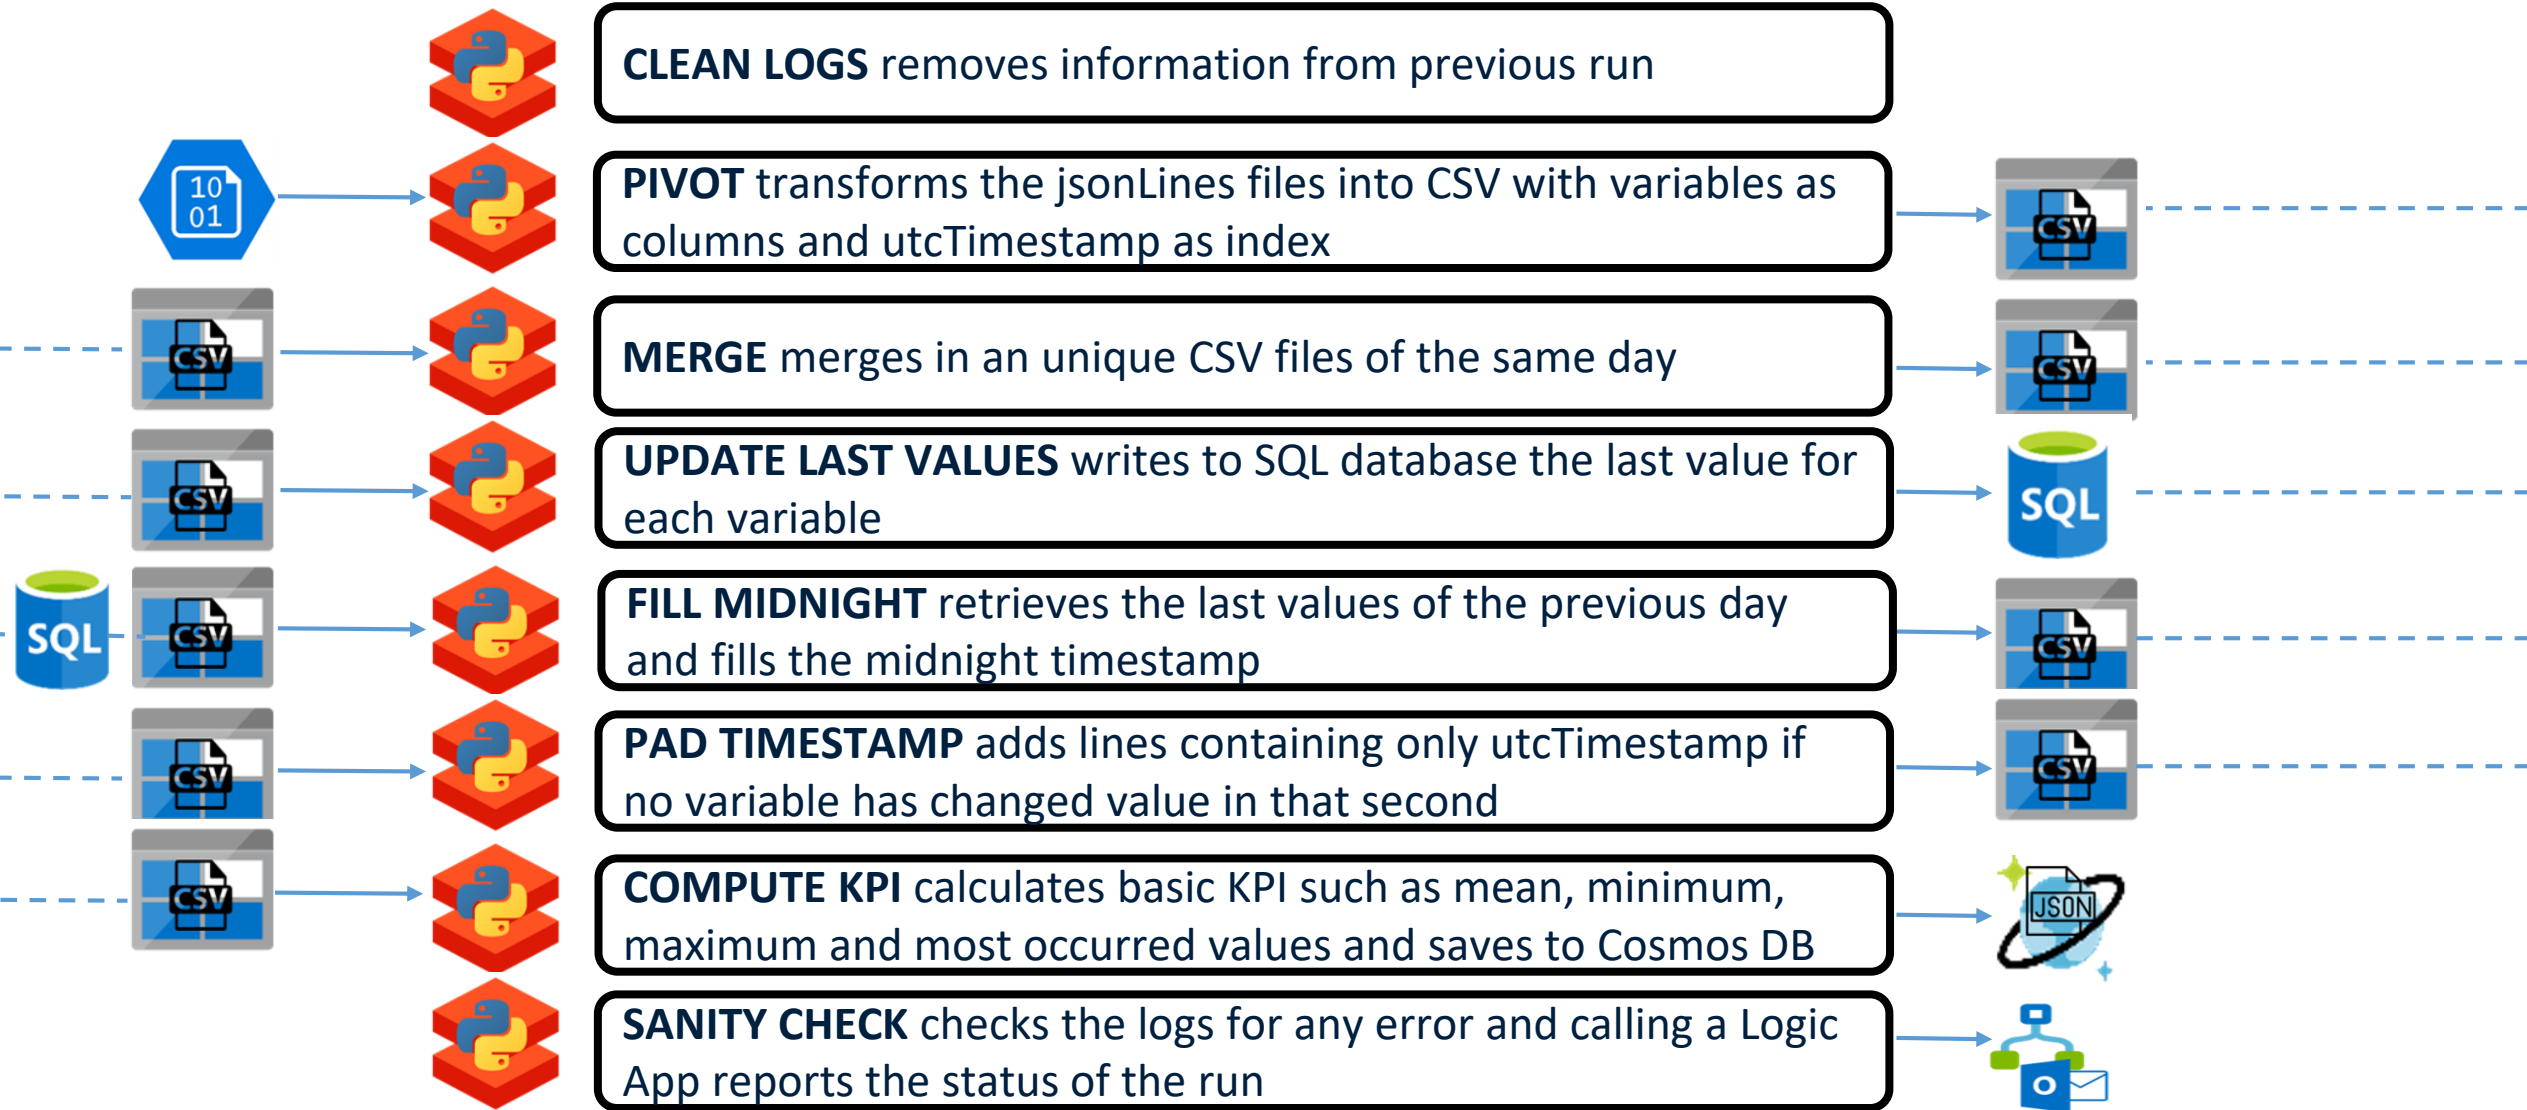 CLEAN LOGS removes information from previous run
10
01
PIVOT transforms the jsonLines files into CSV with variables as
columns and utcTimestamp as index
CSV
CSV
MERGE merges in an unique CSV files of the same day
CSV
CSV
UPDATE LAST VALUES writes to SQL database the last value for
each variable
SQL
SQL
CSV
FILL MIDNIGHT retrieves the last values of the previous day
and fills the midnight timestamp
CSV
CSV
PAD TIMESTAMP adds lines containing only utcTimestamp if
no variable has changed value in that second
CSV
CSV
COMPUTE KPI calculates basic KPI such as mean, minimum,
maximum and most occurred values and saves to Cosmos DB
JSON
SANITY CHECK checks the logs for any error and calling a Logic
App reports the status of the run
O